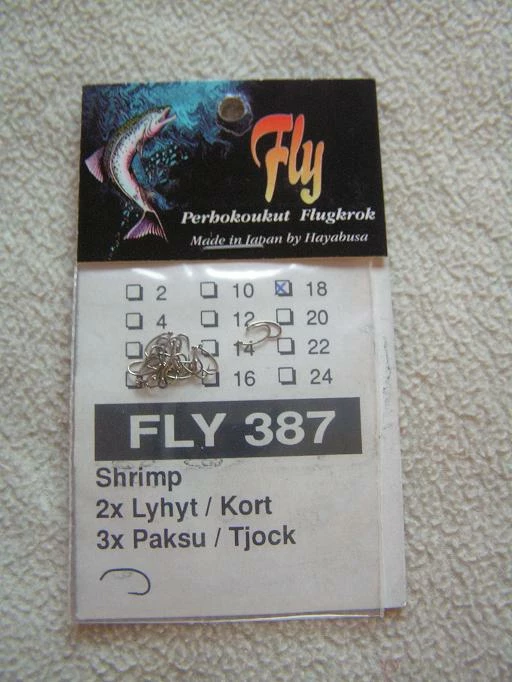 Fly
Perhokoukut Flugkrok
Made in Japan by Hayabusa
2 10 18
4 12 20
14 22
16 24
FLY 387
Shrimp
2x Lyhyt / Kort
3x Paksu / Tjock